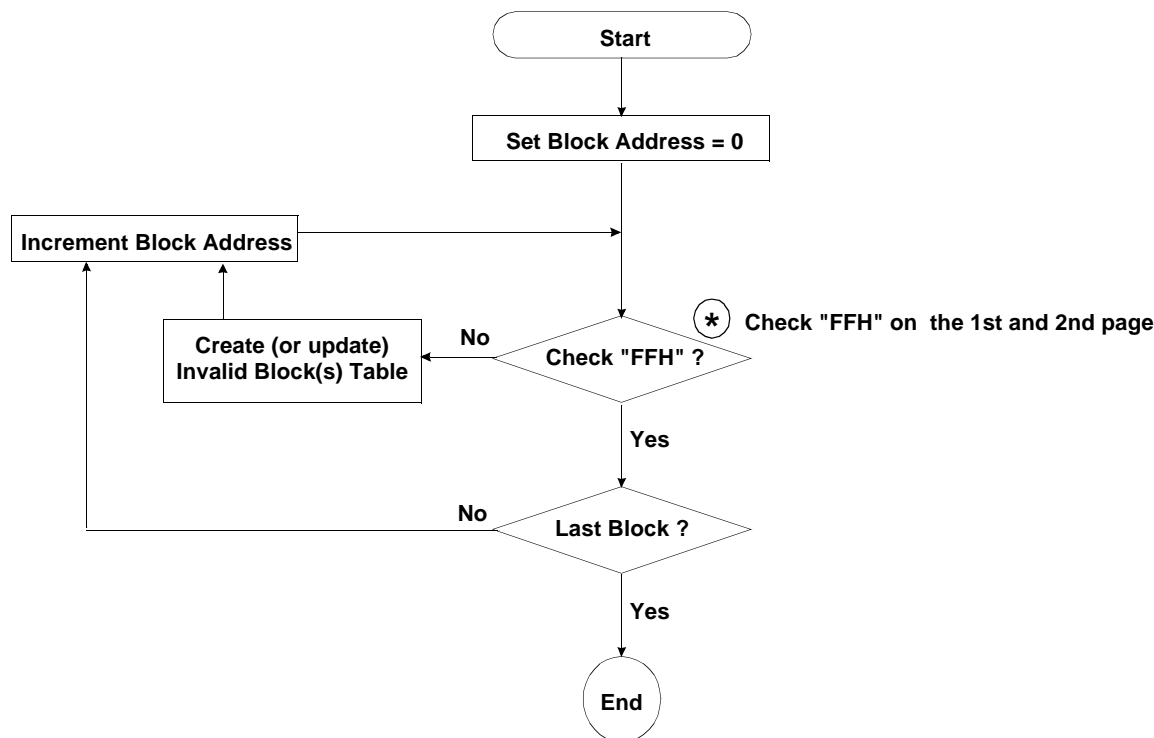 Start
Set Block Address = 0
Increment Block Address
* Check "FFH" on the 1st and 2nd page
No
Create (or update)
Invalid Block(s) Table
Check "FFH" ?
Yes
No
Last Block ?
Yes
End